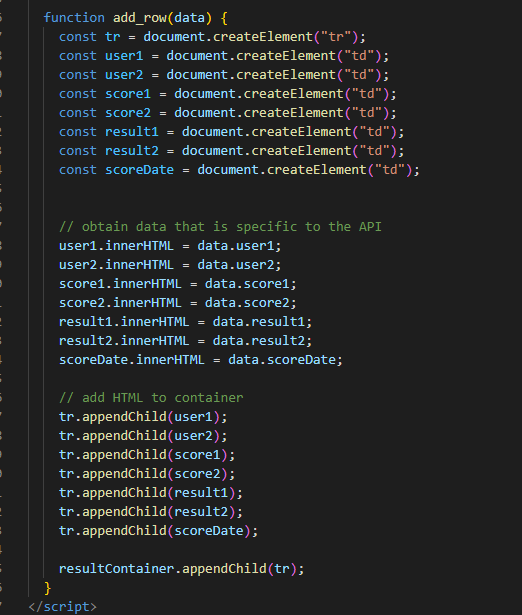 function add_row(data) {
const tr = document.createElement("tr");
const user1 = document.createElement("td");
const user2 = document.createElement("td");
const score1 = document.createElement("td");
const score2 = document.createElement("td");
const result1 = document.createElement("td");
const result2 = document.createElement("td");
const scoreDate = document.createElement("td");
// obtain data that is specific to the API
user1.innerHTML = data.user1;
user2.innerHTML = data.user2;
score1.innerHTML = data.score1;
score2.innerHTML = data.score2;
result1.innerHTML = data.result1;
result2.innerHTML = data.result2;
scoreDate.innerHTML = data.scoreDate;
// add HTML to container
tr.appendChild(user1);
tr.appendChild(user2);
tr.appendChild(score1);
tr.appendChild(score2);
tr.appendChild(result1);
tr.appendChild(result2);
tr.appendChild(scoreDate);
resultContainer.appendChild(tr);
}
</script>